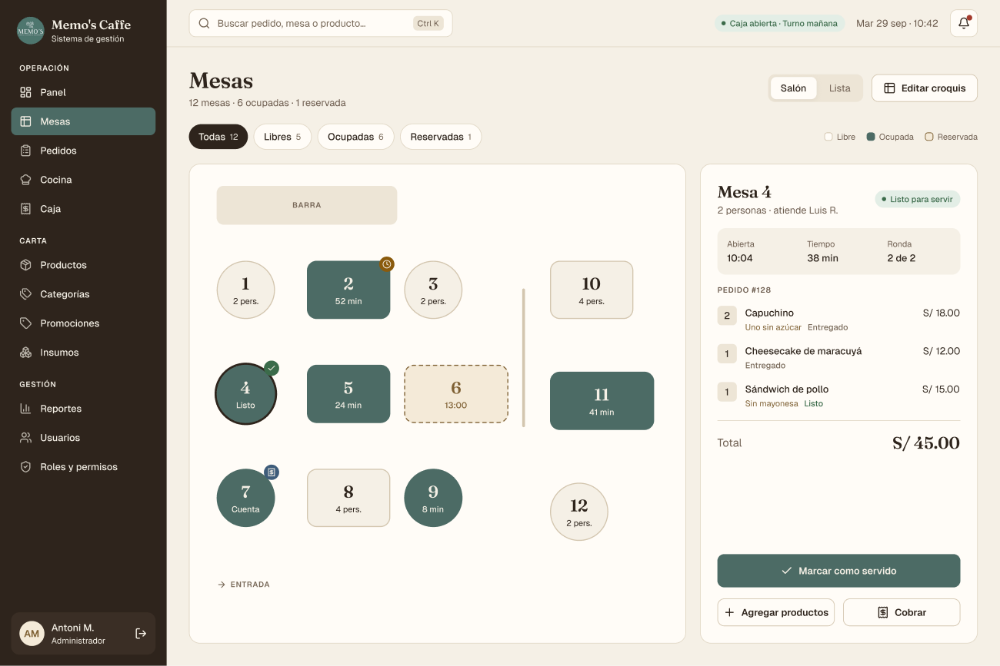 MEMO'S
Memo's Caffe
Sistema de gestión
OPERACIÓN
Panel
Mesas
Pedidos
Cocina
Caja
CARTA
Productos
Categorías
Promociones
Insumos
GESTIÓN
Reportes
Usuarios
Roles y permisos
AM
Antoni M.
Administrador
Buscar pedido, mesa o producto...
Ctrl K
Caja abierta · Turno mañana
Mar 29 sep · 10:42
Mesas
12 mesas · 6 ocupadas · 1 reservada
Salón
Lista
Editar croquis
Todas 12
Libres 5
Ocupadas 6
Reservadas 1
Libre
Ocupada
Reservada
BARRA
1
2 pers.
2
52 min
3
2 pers.
10
4 pers.
4
Listo
5
24 min
6
13:00
11
41 min
7
Cuenta
8
4 pers.
9
8 min
12
2 pers.
ENTRADA
Mesa 4
2 personas · atiende Luis R.
Listo para servir
Abierta
10:04
Tiempo
38 min
Ronda
2 de 2
PEDIDO #128
2 Capuchino S/ 18.00
Uno sin azúcar Entregado
1 Cheesecake de maracuyá S/ 12.00
Entregado
1 Sándwich de pollo S/ 15.00
Sin mayonesa Listo
Total S/ 45.00
Marcar como servido
Agregar productos
Cobrar